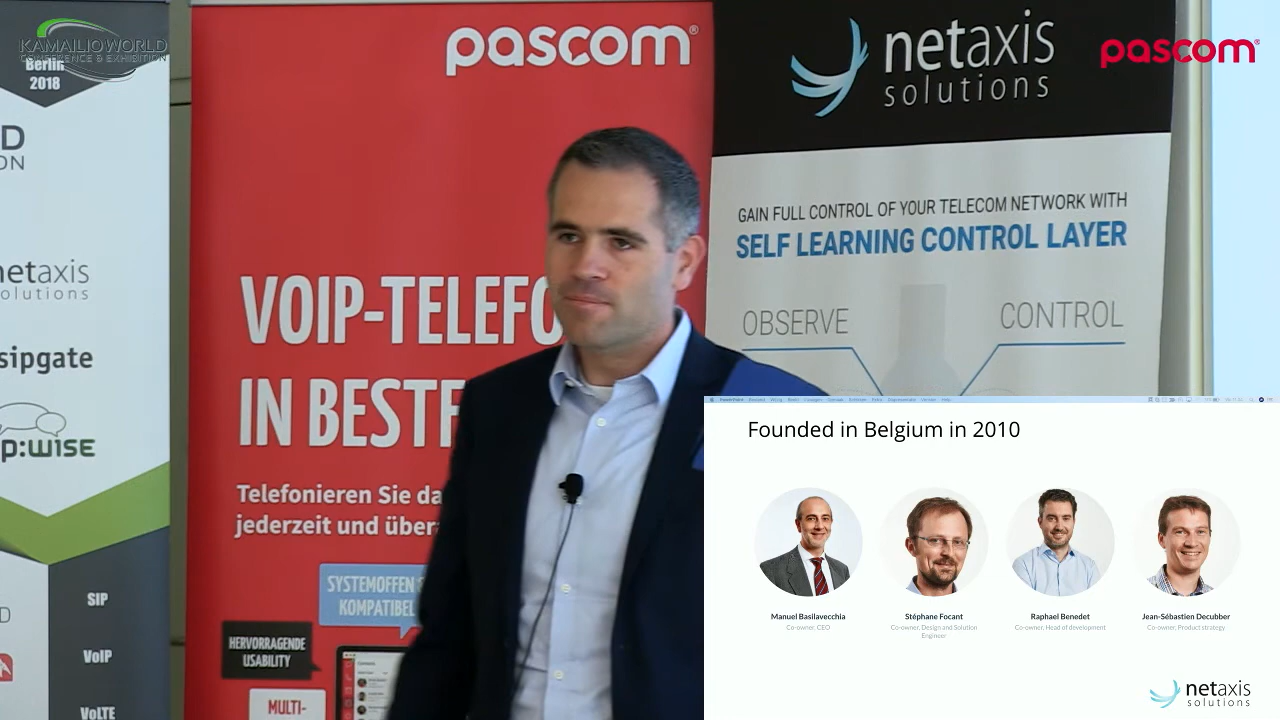 KAMAILIO WORLD
CONFERENCE & EXHIBITION
Berlin
2018
D
ON
netaxis
solutions
sipgate
p:wise
D
SIP
VoIP
VoLTE
pascom®
VOIP-TELEFO
IN BESTF
Telefonieren Sie da
jederzeit und über
SYSTEMOFFEN &
KOMPATIBEL
HERVORRAGENDE
USABILITY
MULTI-
netaxis
solutions
pascom®
GAIN FULL CONTROL OF YOUR TELECOM NETWORK WITH
SELF LEARNING CONTROL LAYER
OBSERVE
CONTROL
Founded in Belgium in 2010
Manuel Basilavecchia
Co-owner, CEO
Stéphane Focant
Co-owner, Design and Solution
Engineer
Raphael Benedet
Co-owner, Head of development
Jean-Sébastien Decubber
Co-owner, Product strategy
netaxis
solutions